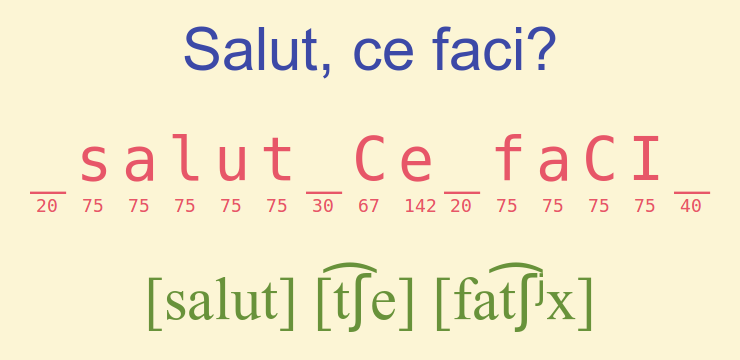 Salut, ce faci?
_ s a l u t _ C e _ f a C I _
20 75 75 75 75 75 30 67 142 20 75 75 75 75 40
[salut] [t͡ʃe] [fat͡ʃʲx]